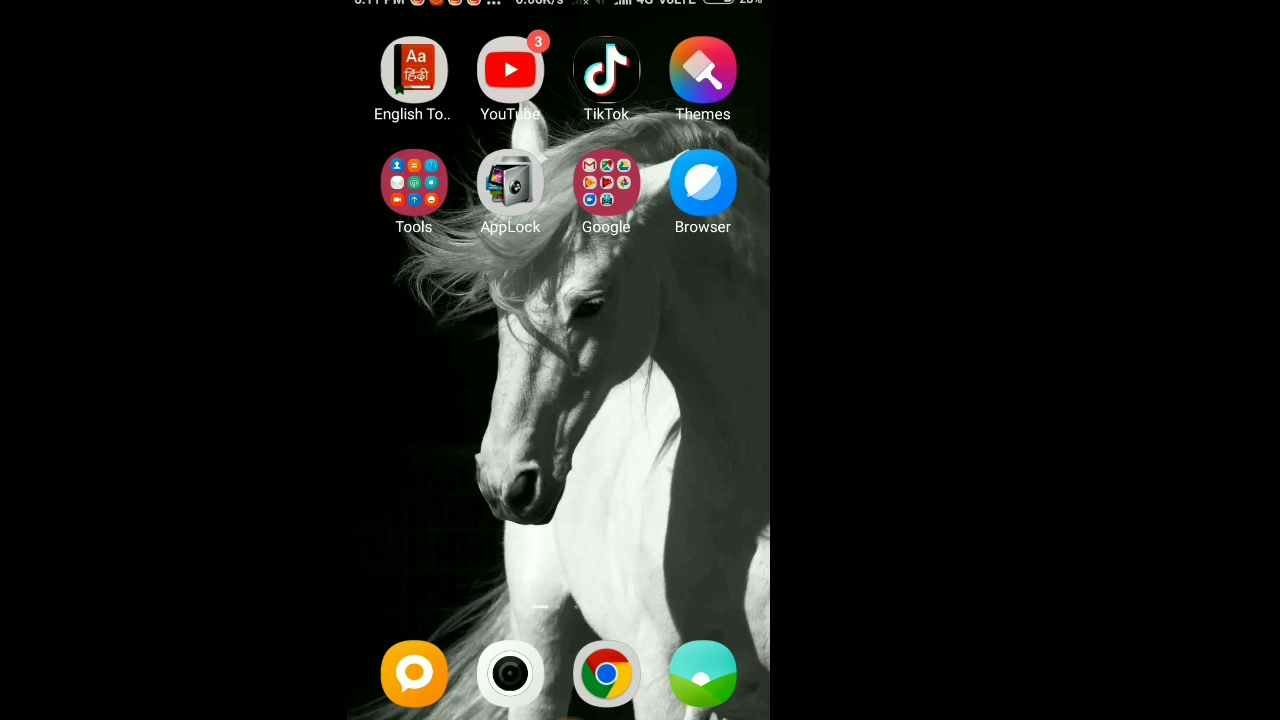 3
Aa
हिंदी
English To.. YouTube TikTok Themes
Tools AppLock Google Browser